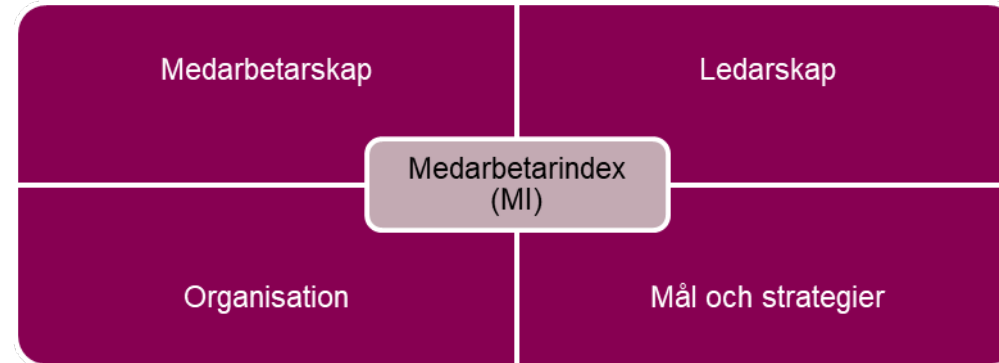 Medarbetarskap
Ledarskap
Medarbetarindex
(MI)
Organisation
Mål och strategier